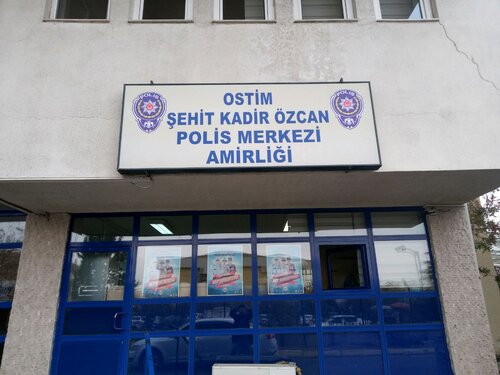 OSTİM
ŞEHİT KADİR ÖZCAN
POLİS MERKEZİ
AMİRLİĞİ